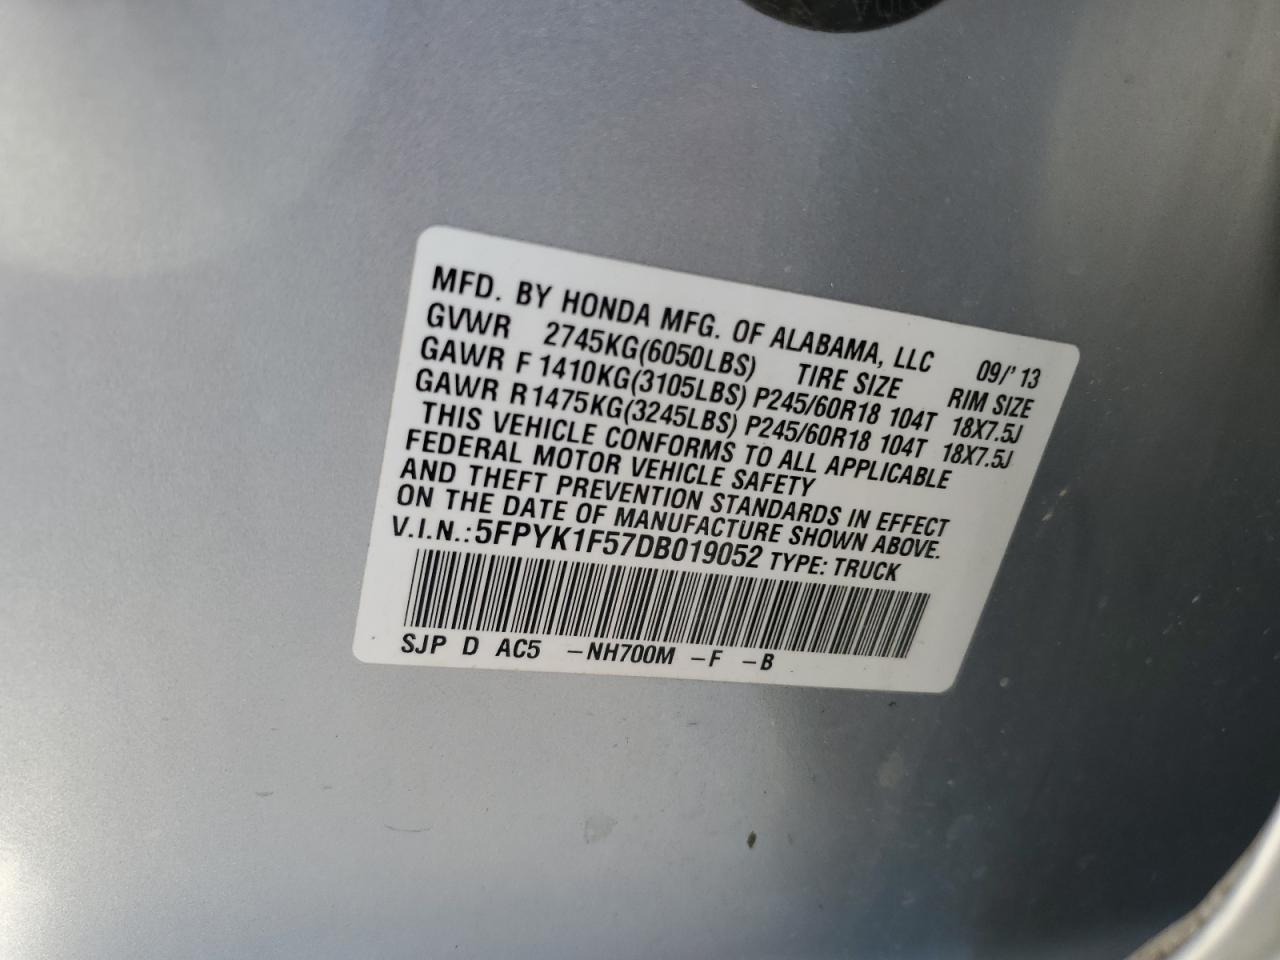 MFD. BY HONDA MFG. OF ALABAMA, LLC 09/'13
GVWR 2745KG(6050LBS) TIRE SIZE RIM SIZE
GAWR F 1410KG(3105LBS) P245/60R18 104T 18X7.5J
GAWR R 1475KG(3245LBS) P245/60R18 104T 18X7.5J
THIS VEHICLE CONFORMS TO ALL APPLICABLE
FEDERAL MOTOR VEHICLE SAFETY
AND THEFT PREVENTION STANDARDS IN EFFECT
ON THE DATE OF MANUFACTURE SHOWN ABOVE.
V.I.N.: 5FPYK1F57DB019052 TYPE: TRUCK
SJP D AC5 -NH700M -F -B